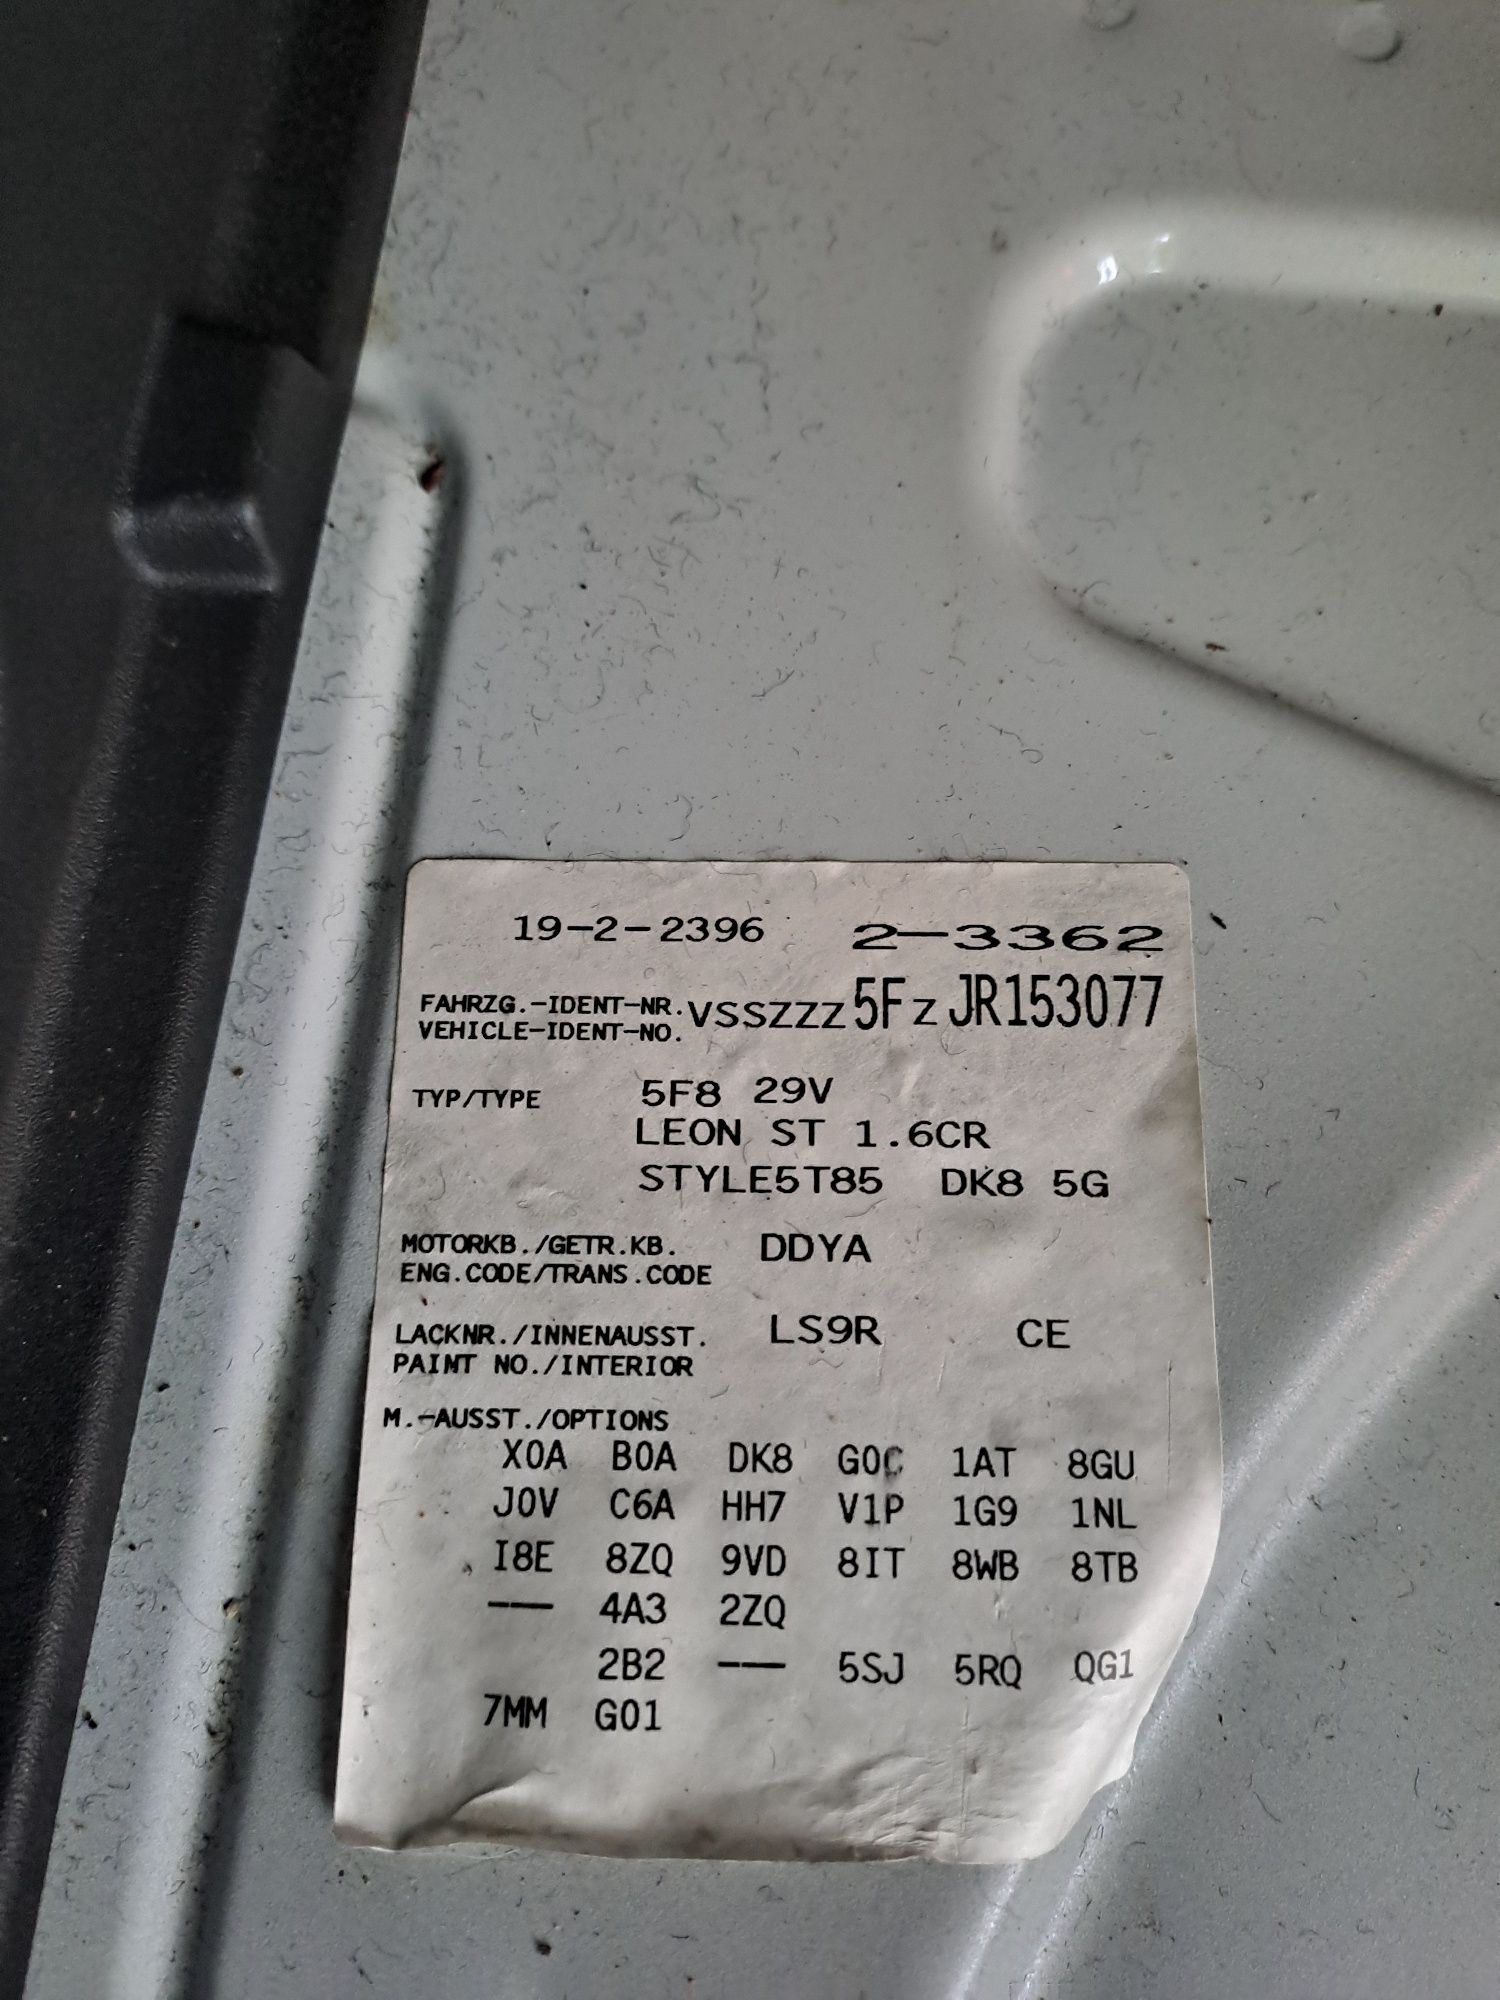 19-2-2396 2-3362
FAHRZG.-IDENT-NR. VSSZZZ5FZJR153077
VEHICLE-IDENT-NO.
TYP/TYPE 5F8 29V
LEON ST 1.6CR
STYLE5T85 DK8 5G
MOTORKB./GETR.KB. DDYA
ENG.CODE/TRANS.CODE
LACKNR./INNENAUSST. LS9R CE
PAINT NO./INTERIOR
M.-AUSST./OPTIONS
X0A B0A DK8 G0C 1AT 8GU
J0V C6A HH7 V1P 1G9 1NL
I8E 8ZQ 9VD 8IT 8WB 8TB
--- 4A3 2ZQ
2B2 --- 5SJ 5RQ QG1
7MM G01